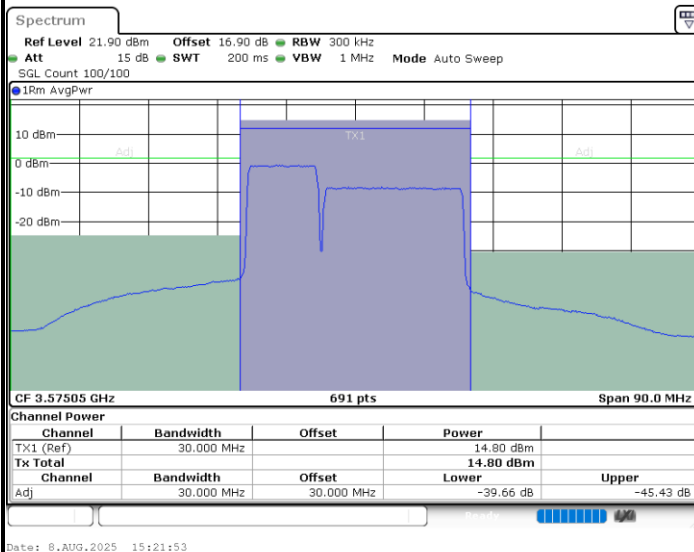 Spectrum
Ref Level 21.90 dBm Offset 16.90 dB RBW 300 kHz
Att 15 dB SWT 200 ms VBW 1 MHz Mode Auto Sweep
SGL Count 100/100
1Rm AvgPwr
10 dBm
TX1
Adj
Adj
0 dBm
-10 dBm
-20 dBm
CF 3.57505 GHz 691 pts Span 90.0 MHz
Channel Power
Channel Bandwidth Offset Power
TX1 (Ref) 30.000 MHz 14.80 dBm
Tx Total 14.80 dBm
Channel Bandwidth Offset Lower Upper
Adj 30.000 MHz 30.000 MHz -39.66 dB -45.43 dB
Ready
Date: 8.AUG.2025 15:21:53